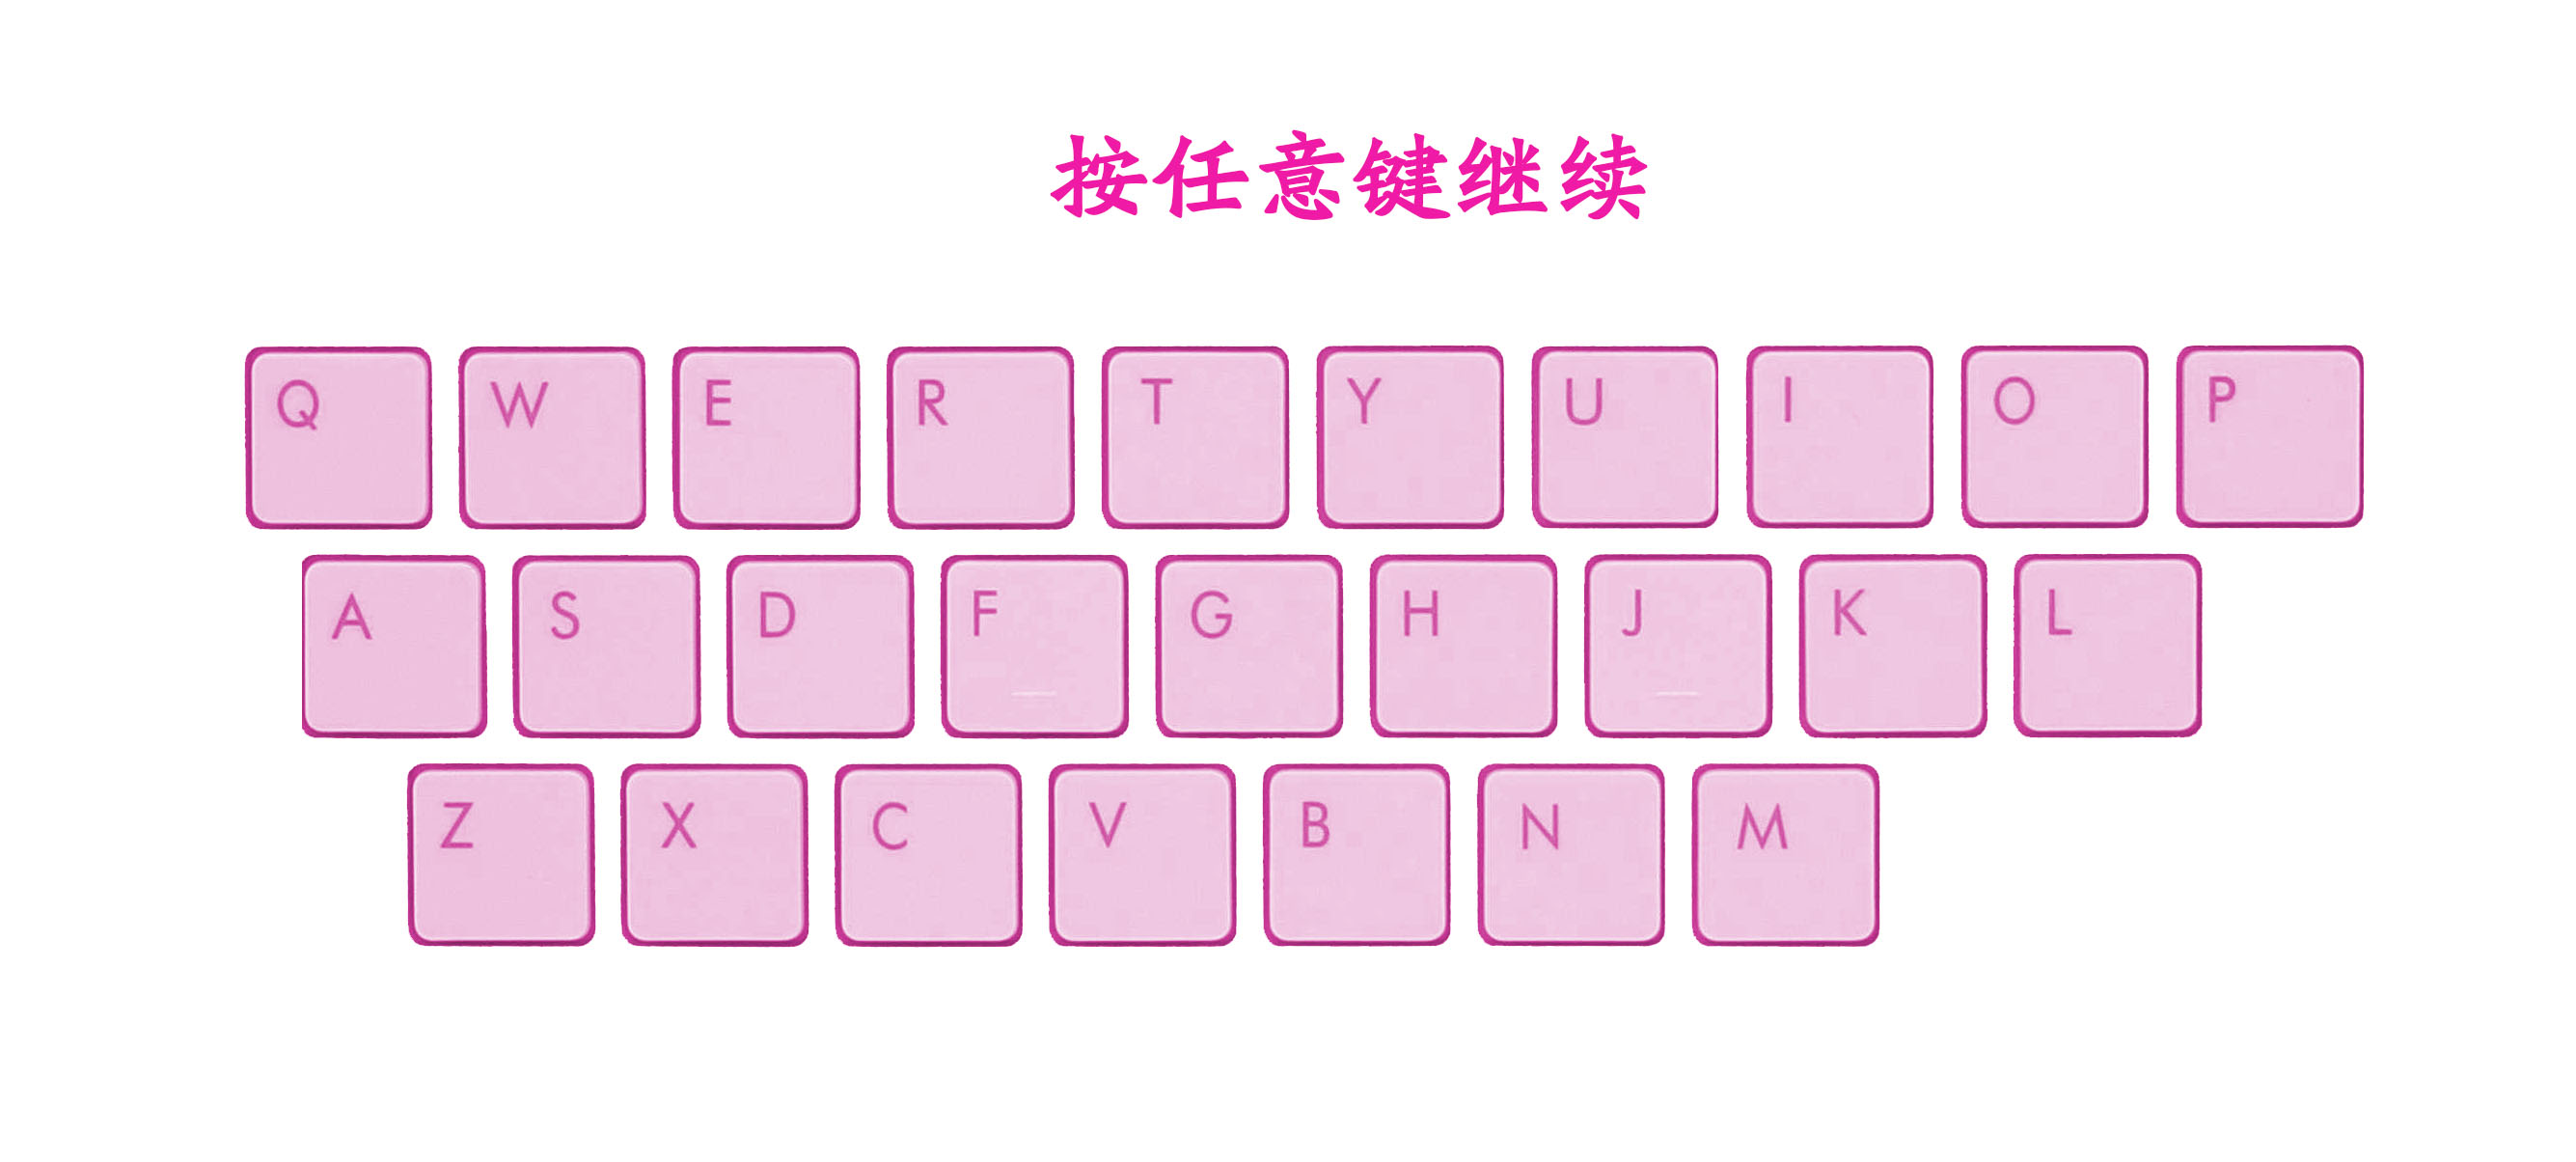 按任意键继续
Q W E R T Y U I O P
A S D F G H J K L
Z X C V B N M